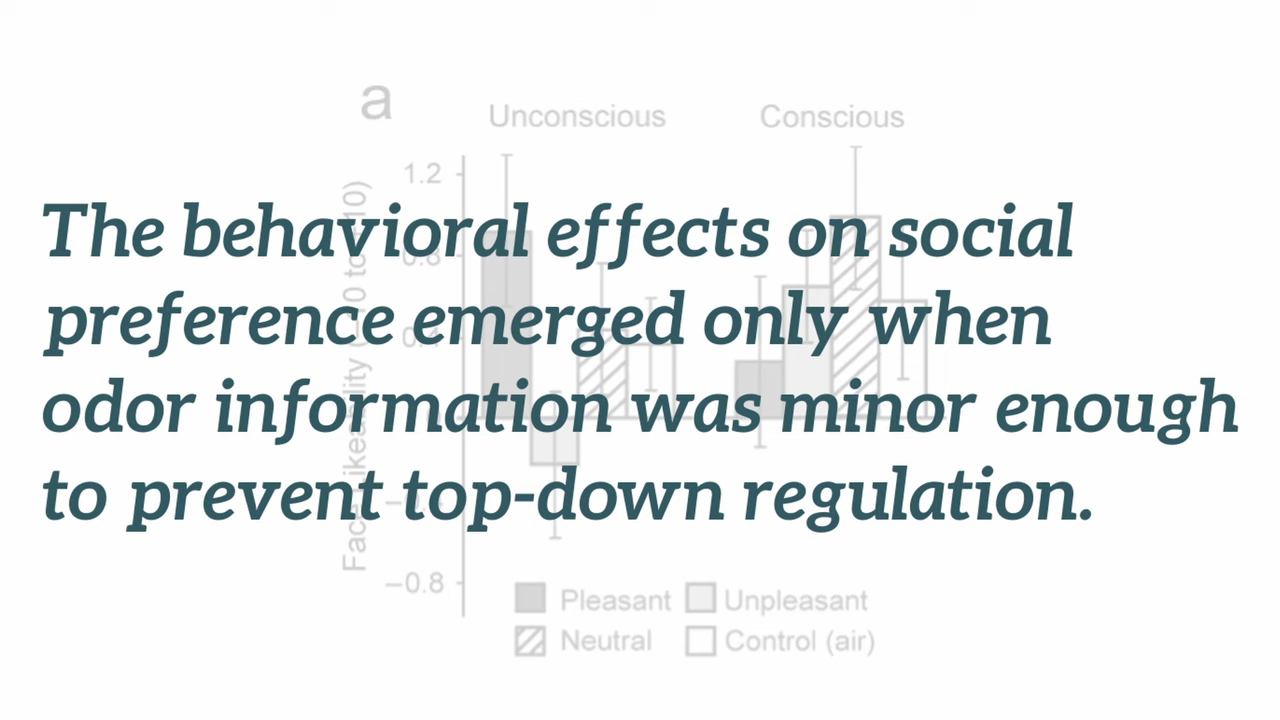 a
Unconscious Conscious
1.2
The behavioral effects on social
preference emerged only when
odor information was minor enough
to prevent top-down regulation.
−0.8
Pleasant Unpleasant
Neutral Control (air)